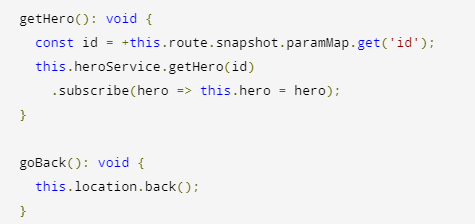 getHero(): void {
  const id = +this.route.snapshot.paramMap.get('id');
  this.heroService.getHero(id)
    .subscribe(hero => this.hero = hero);
}

goBack(): void {
  this.location.back();
}